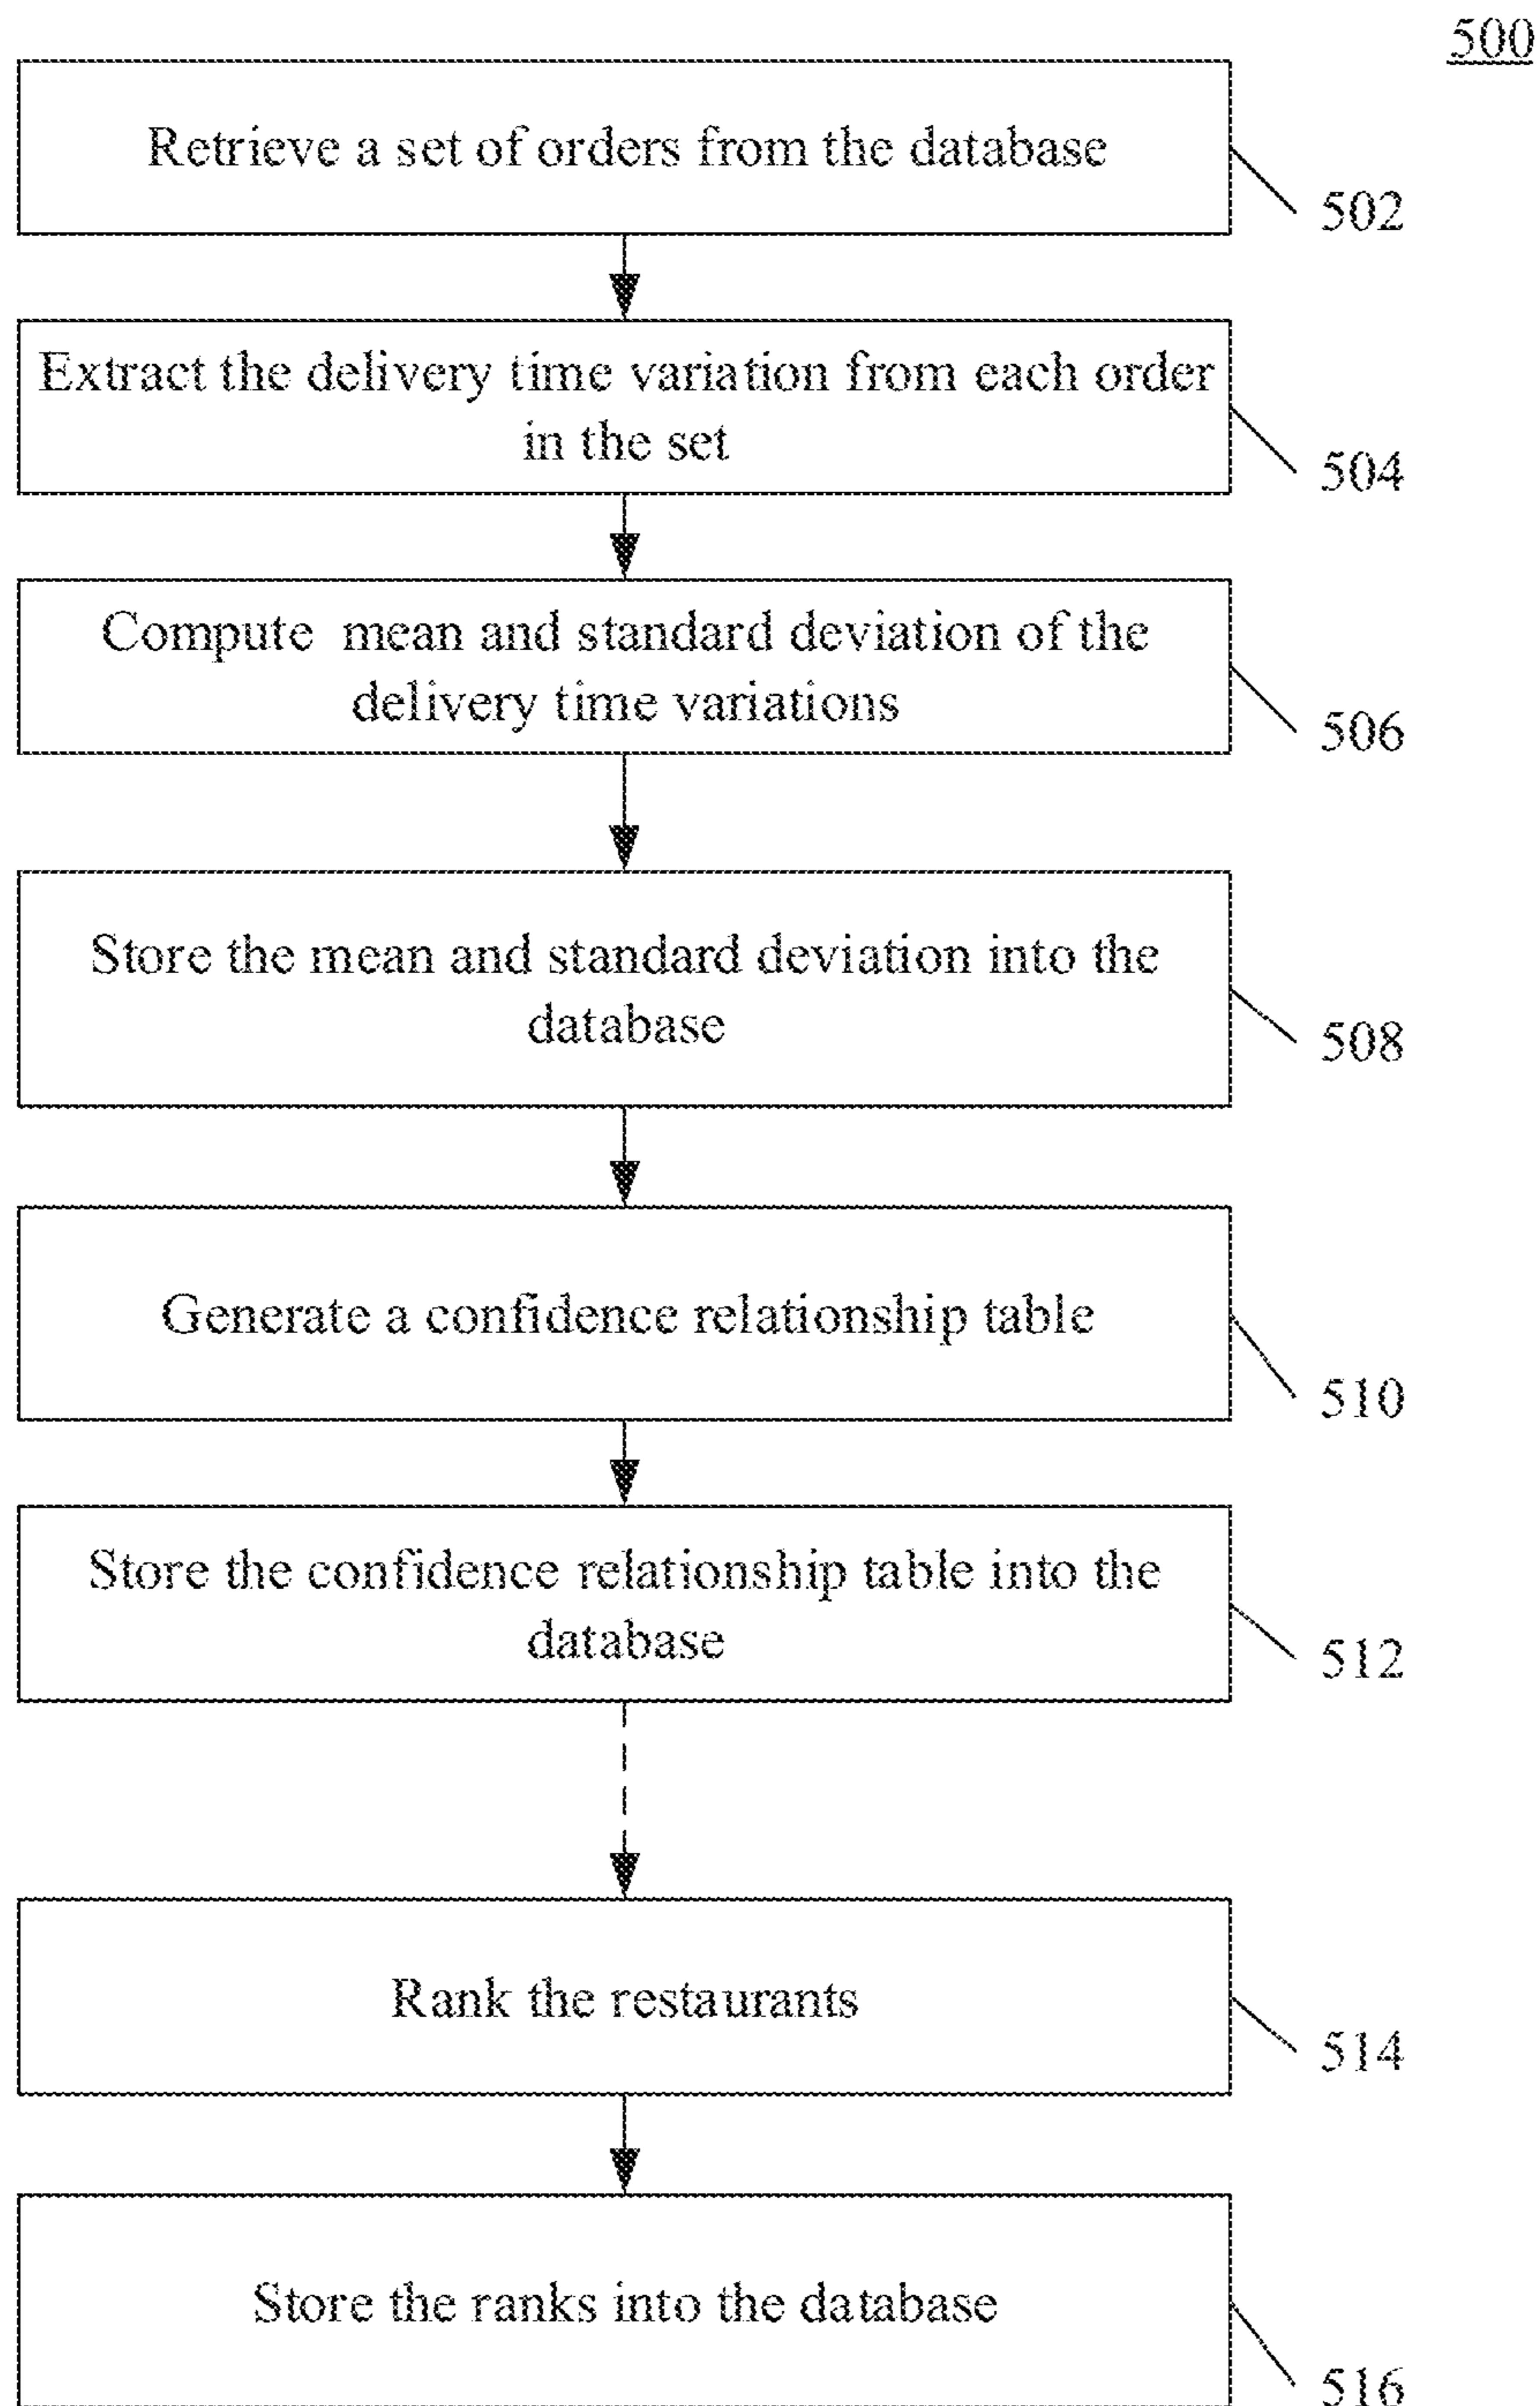 500
Retrieve a set of orders from the database
502
Extract the delivery time variation from each order
in the set
504
Compute mean and standard deviation of the
delivery time variations
506
Store the mean and standard deviation into the
database
508
Generate a confidence relationship table
510
Store the confidence relationship table into the
database
512
Rank the restaurants
514
Store the ranks into the database
516